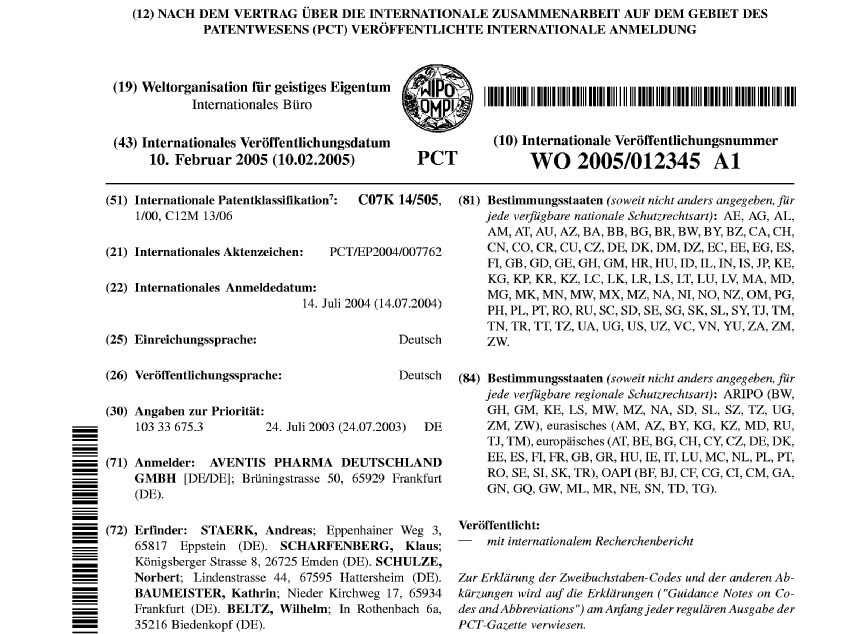 (12) NACH DEM VERTRAG ÜBER DIE INTERNATIONALE ZUSAMMENARBEIT AUF DEM GEBIET DES
PATENTWESENS (PCT) VERÖFFENTLICHTE INTERNATIONALE ANMELDUNG
(19) Weltorganisation für geistiges Eigentum
Internationales Büro
WIPO
OMPI
(43) Internationales Veröffentlichungsdatum
10. Februar 2005 (10.02.2005)
PCT
(10) Internationale Veröffentlichungsnummer
WO 2005/012345 A1
(51) Internationale Patentklassifikation7: C07K 14/505,
1/00, C12M 13/06
(21) Internationales Aktenzeichen: PCT/EP2004/007762
(22) Internationales Anmeldedatum:
14. Juli 2004 (14.07.2004)
(25) Einreichungssprache: Deutsch
(26) Veröffentlichungssprache: Deutsch
(30) Angaben zur Priorität:
103 33 675.3 24. Juli 2003 (24.07.2003) DE
(71) Anmelder: AVENTIS PHARMA DEUTSCHLAND
GMBH [DE/DE]; Brüningstrasse 50, 65929 Frankfurt
(DE).
(72) Erfinder: STAERK, Andreas; Eppenhainer Weg 3,
65817 Eppstein (DE). SCHARFENBERG, Klaus;
Königsberger Strasse 8, 26725 Emden (DE). SCHULZE,
Norbert; Lindenstrasse 44, 67595 Hattersheim (DE).
BAUMEISTER, Kathrin; Nieder Kirchweg 17, 65934
Frankfurt (DE). BELTZ, Wilhelm; In Rothenbach 6a,
35216 Biedenkopf (DE).
(81) Bestimmungsstaaten (soweit nicht anders angegeben, für
jede verfügbare nationale Schutzrechtsart): AE, AG, AL,
AM, AT, AU, AZ, BA, BB, BG, BR, BW, BY, BZ, CA, CH,
CN, CO, CR, CU, CZ, DE, DK, DM, DZ, EC, EE, EG, ES,
FI, GB, GD, GE, GH, GM, HR, HU, ID, IL, IN, IS, JP, KE,
KG, KP, KR, KZ, LC, LK, LR, LS, LT, LU, LV, MA, MD,
MG, MK, MN, MW, MX, MZ, NA, NI, NO, NZ, OM, PG,
PH, PL, PT, RO, RU, SC, SD, SE, SG, SK, SL, SY, TJ, TM,
TN, TR, TT, TZ, UA, UG, US, UZ, VC, VN, YU, ZA, ZM,
ZW.
(84) Bestimmungsstaaten (soweit nicht anders angegeben, für
jede verfügbare regionale Schutzrechtsart): ARIPO (BW,
GH, GM, KE, LS, MW, MZ, NA, SD, SL, SZ, TZ, UG,
ZM, ZW), eurasisches (AM, AZ, BY, KG, KZ, MD, RU,
TJ, TM), europäisches (AT, BE, BG, CH, CY, CZ, DE, DK,
EE, ES, FI, FR, GB, GR, HU, IE, IT, LU, MC, NL, PL, PT,
RO, SE, SI, SK, TR), OAPI (BF, BJ, CF, CG, CI, CM, GA,
GN, GQ, GW, ML, MR, NE, SN, TD, TG).
Veröffentlicht:
— mit internationalem Recherchenbericht
Zur Erklärung der Zweibuchstaben-Codes und der anderen Ab-
kürzungen wird auf die Erklärungen ("Guidance Notes on Co-
des and Abbreviations") am Anfang jeder regulären Ausgabe der
PCT-Gazette verwiesen.